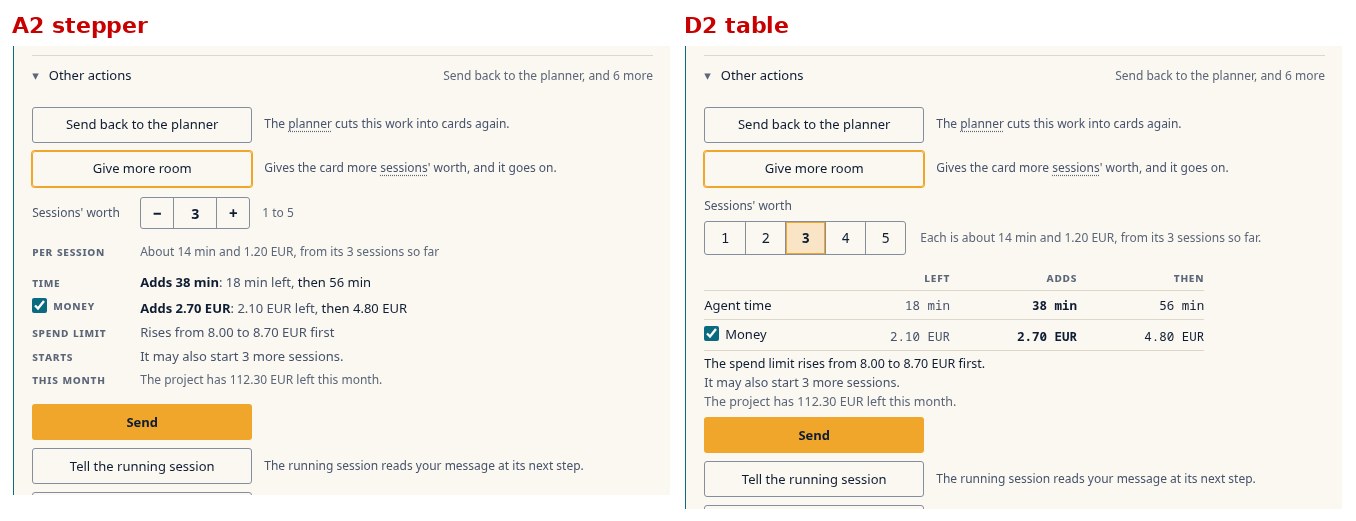 A2 stepper
▾ Other actions Send back to the planner, and 6 more
Send back to the planner The planner cuts this work into cards again.
Give more room Gives the card more sessions' worth, and it goes on.
Sessions' worth − 3 + 1 to 5
PER SESSION About 14 min and 1.20 EUR, from its 3 sessions so far
TIME Adds 38 min: 18 min left, then 56 min
MONEY Adds 2.70 EUR: 2.10 EUR left, then 4.80 EUR
SPEND LIMIT Rises from 8.00 to 8.70 EUR first
STARTS It may also start 3 more sessions.
THIS MONTH The project has 112.30 EUR left this month.
Send
Tell the running session The running session reads your message at its next step.
D2 table
▾ Other actions Send back to the planner, and 6 more
Send back to the planner The planner cuts this work into cards again.
Give more room Gives the card more sessions' worth, and it goes on.
Sessions' worth
1 2 3 4 5 Each is about 14 min and 1.20 EUR, from its 3 sessions so far.
LEFT ADDS THEN
Agent time 18 min 38 min 56 min
Money 2.10 EUR 2.70 EUR 4.80 EUR
The spend limit rises from 8.00 to 8.70 EUR first.
It may also start 3 more sessions.
The project has 112.30 EUR left this month.
Send
Tell the running session The running session reads your message at its next step.